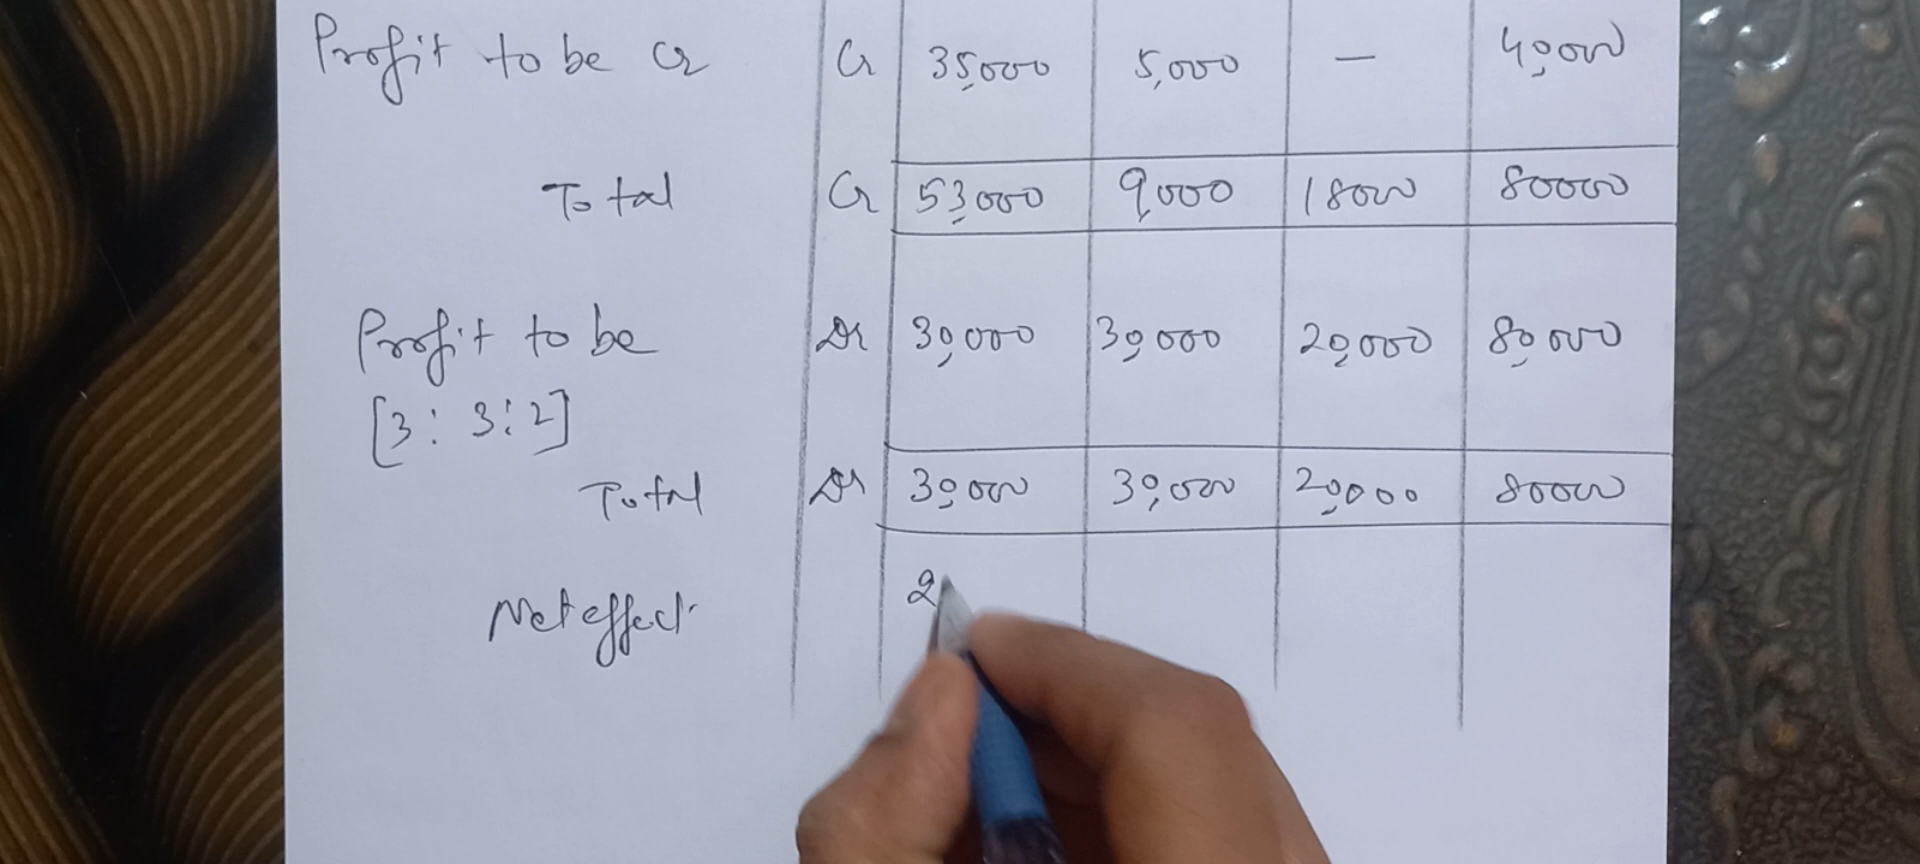 Profit to be Cr Cr 35,000 5,000 — 40,000
Total Cr 53,000 9,000 18000 80000
Profit to be Dr 30,000 30,000 20,000 80,000
[3:3:2]
Total Dr 30,000 30,000 20,000 80000
Net effect 2